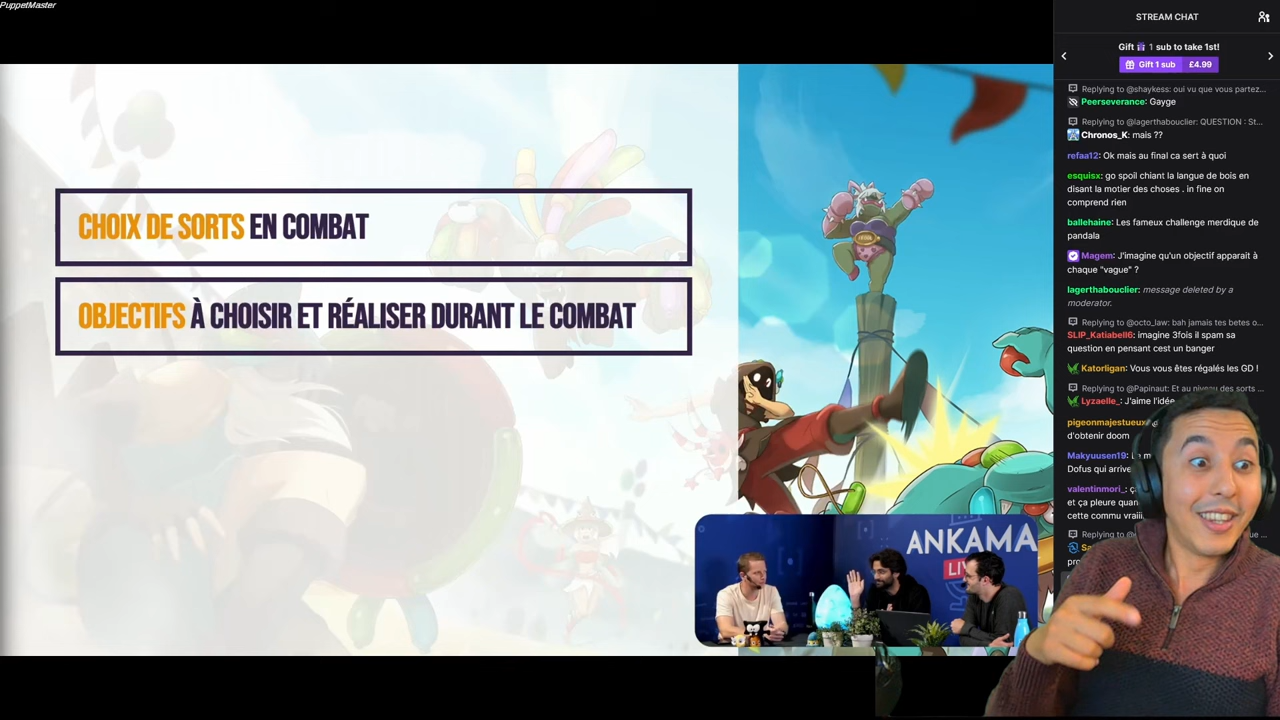 PuppetMaster
CHOIX DE SORTS EN COMBAT
OBJECTIFS À CHOISIR ET RÉALISER DURANT LE COMBAT
ANKAMA
STREAM CHAT
Gift 1 sub to take 1st!
Gift 1 sub £4.99
Replying to @shaykess: oui vu que vous partez...
Peerseverance: Gayge
Replying to @lagerthabouclier: QUESTION : St...
Chronos_K: mais ??
refaa12: Ok mais au final ca sert à quoi
esquisx: go spoil chiant la langue de bois en
disant la motier des choses . in fine on
comprend rien
ballehaine: Les fameux challenge merdique de
pandala
Magem: J'imagine qu'un objectif apparaît à
chaque "vague" ?
lagerthabouclier: message deleted by a
moderator.
Replying to @octo_law: bah jamais tes betes o...
SLIP_Katiabell6: imagine 3fois il spam sa
question en pensant cest un banger
Katorligan: Vous vous êtes régalés les GD !
Replying to @Papinaut: Et au niveau des sorts ...
Lyzaelle_: J'aime l'idée
pigeonmajestueux
d'obtenir doom
Makyuusen19:
Dofus qui arrive
valentinmori_:
et ça pleure quan
cette commu vraiii
Replying to